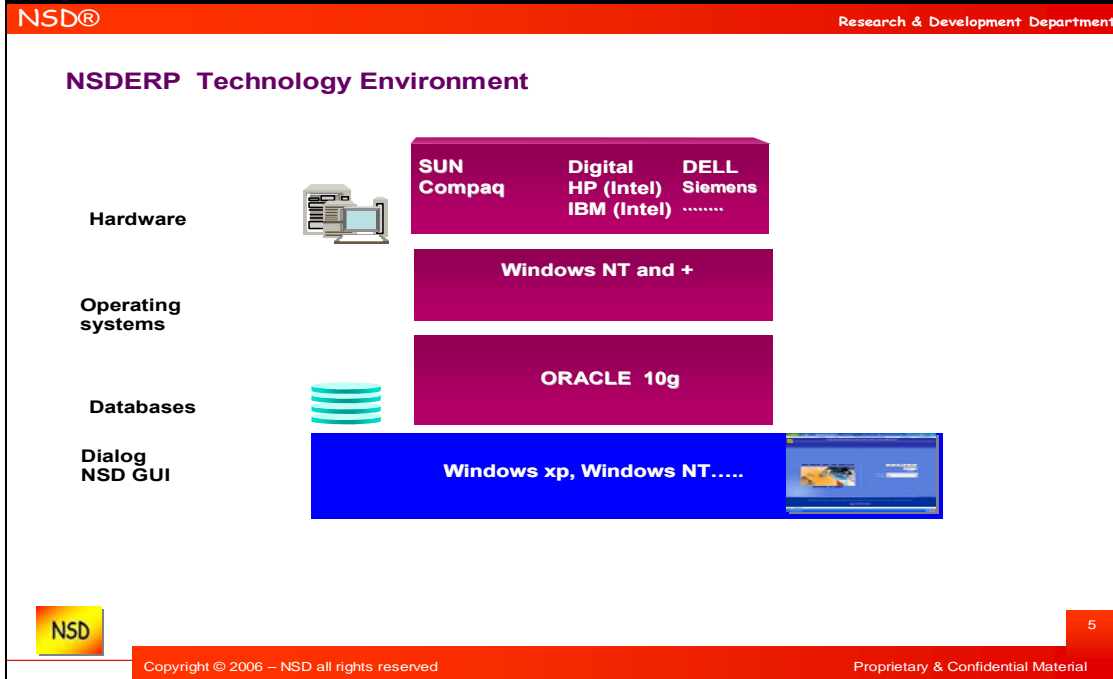 NSD®
Research & Development Department
NSDERP Technology Environment
Hardware
SUN
Compaq
Digital
HP (Intel)
IBM (Intel)
DELL
Siemens
........
Operating
systems
Windows NT and +
Databases
ORACLE 10g
Dialog
NSD GUI
Windows xp, Windows NT.....
NSD
5
Copyright © 2006 – NSD all rights reserved
Proprietary & Confidential Material